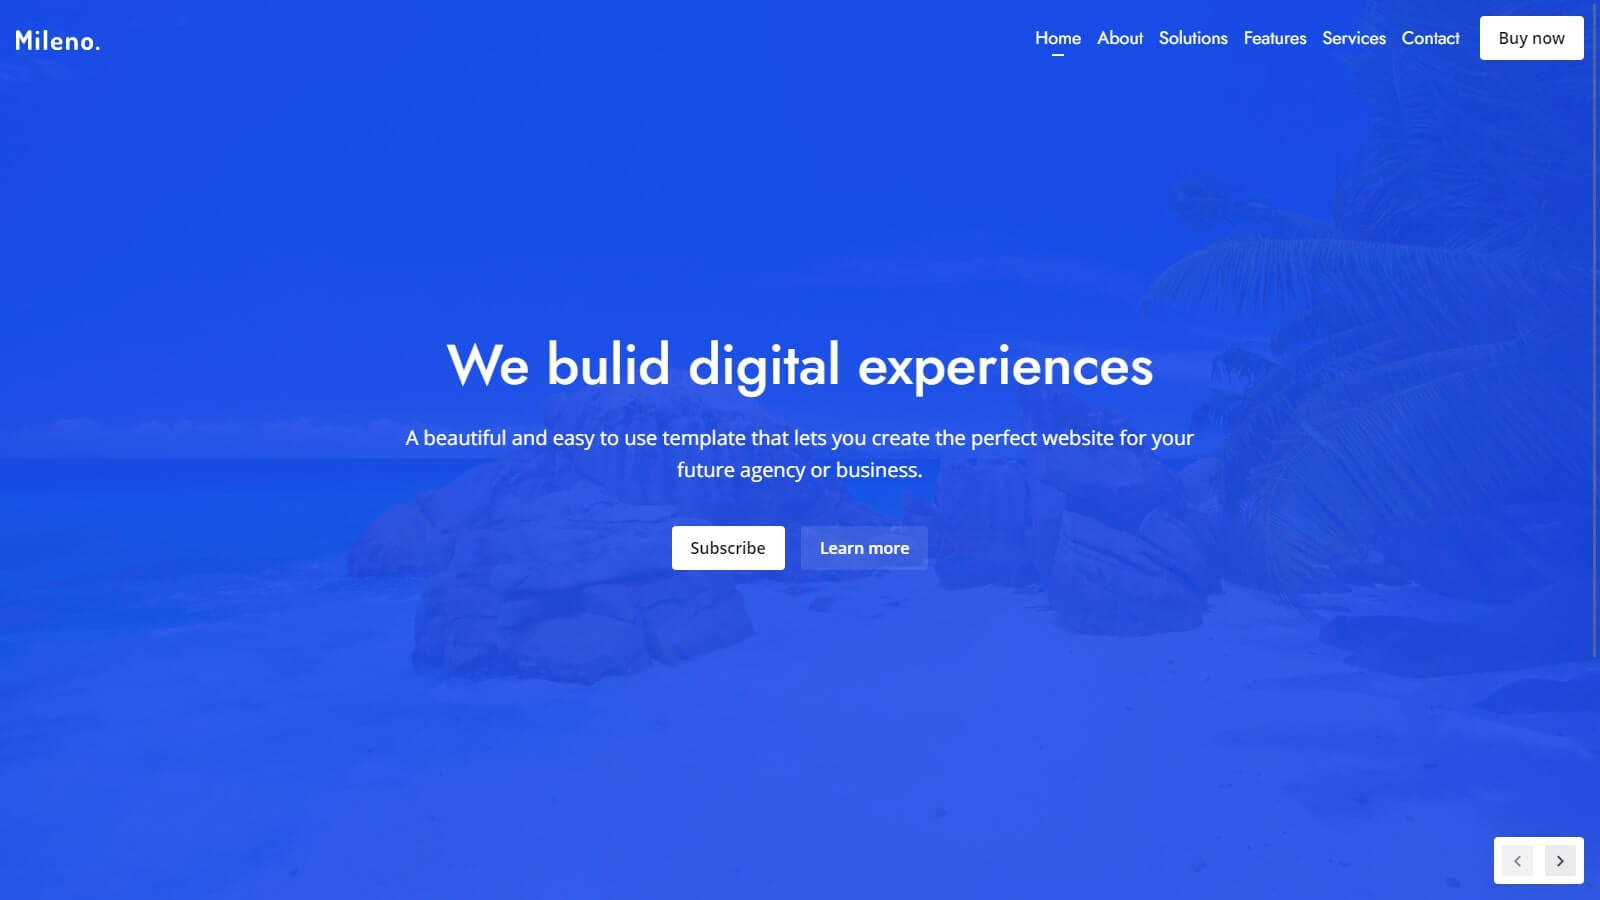 Mileno.
Home About Solutions Features Services Contact Buy now
We bulid digital experiences
A beautiful and easy to use template that lets you create the perfect website for your
future agency or business.
Subscribe Learn more